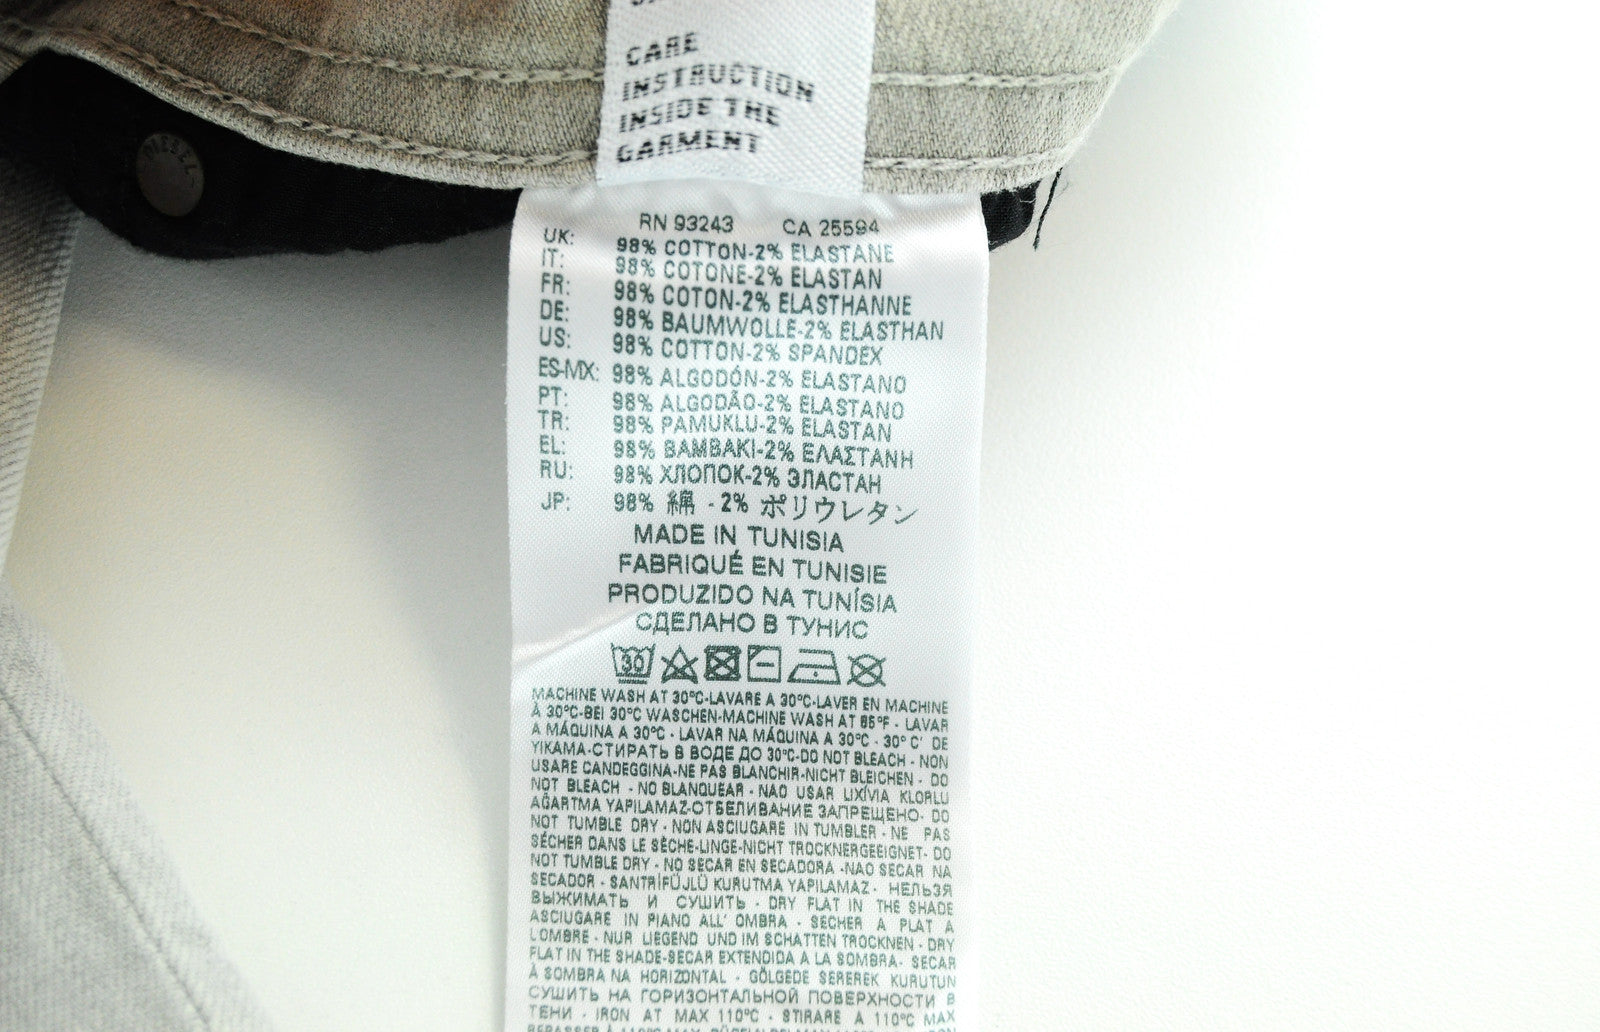 CARE
INSTRUCTION
INSIDE THE
GARMENT
DIESEL
RN 93243 CA 25594
UK: 98% COTTON-2% ELASTANE
IT: 98% COTONE-2% ELASTAN
FR: 98% COTON-2% ELASTHANNE
DE: 98% BAUMWOLLE-2% ELASTHAN
US: 98% COTTON-2% SPANDEX
ES-MX: 98% ALGODÓN-2% ELASTANO
PT: 98% ALGODÃO-2% ELASTANO
TR: 98% PAMUKLU-2% ELASTAN
EL: 98% ΒΑΜΒΑΚΙ-2% ΕΛΑΣΤΑΝΗ
RU: 98% ХЛОПОК-2% ЭЛАСТАН
JP: 98% 綿 - 2% ポリウレタン
MADE IN TUNISIA
FABRIQUÉ EN TUNISIE
PRODUZIDO NA TUNÍSIA
СДЕЛАНО В ТУНИС
30
MACHINE WASH AT 30°C-LAVARE A 30°C-LAVER EN MACHINE
À 30°C-BEI 30°C WASCHEN-MACHINE WASH AT 85°F - LAVAR
A MÁQUINA A 30°C - LAVAR NA MÁQUINA A 30°C - 30° C' DE
YIKAMA-СТИРАТЬ В ВОДЕ ДО 30°C-DO NOT BLEACH - NON
USARE CANDEGGINA-NE PAS BLANCHIR-NICHT BLEICHEN - DO
NOT BLEACH - NO BLANQUEAR - NAO USAR LIXÍVIA KLORLU
AĞARTMA YAPILAMAZ-ОТБЕЛИВАНИЕ ЗАПРЕЩЕНО- DO
NOT TUMBLE DRY - NON ASCIUGARE IN TUMBLER - NE PAS
SÉCHER DANS LE SÈCHE-LINGE-NICHT TROCKNERGEEIGNET- DO
NOT TUMBLE DRY - NO SECAR EN SECADORA -NAO SECAR NA
SECADOR - SANTRİFÜJLÜ KURUTMA YAPILAMAZ - НЕЛЬЗЯ
ВЫЖИМАТЬ И СУШИТЬ - DRY FLAT IN THE SHADE
ASCIUGARE IN PIANO ALL' OMBRA - SÉCHER À PLAT À
L'OMBRE - NUR LIEGEND UND IM SCHATTEN TROCKNEN - DRY
FLAT IN THE SHADE-SECAR EXTENDIDA A LA SOMBRA- SECAR
À SOMBRA NA HORIZONTAL - GÖLGEDE SEREREK KURUTUN
СУШИТЬ НА ГОРИЗОНТАЛЬНОЙ ПОВЕРХНОСТИ В
ТЕНИ - IRON AT MAX 110°C - STIRARE A 110°C MAX
REPASSER À 110°C MAX